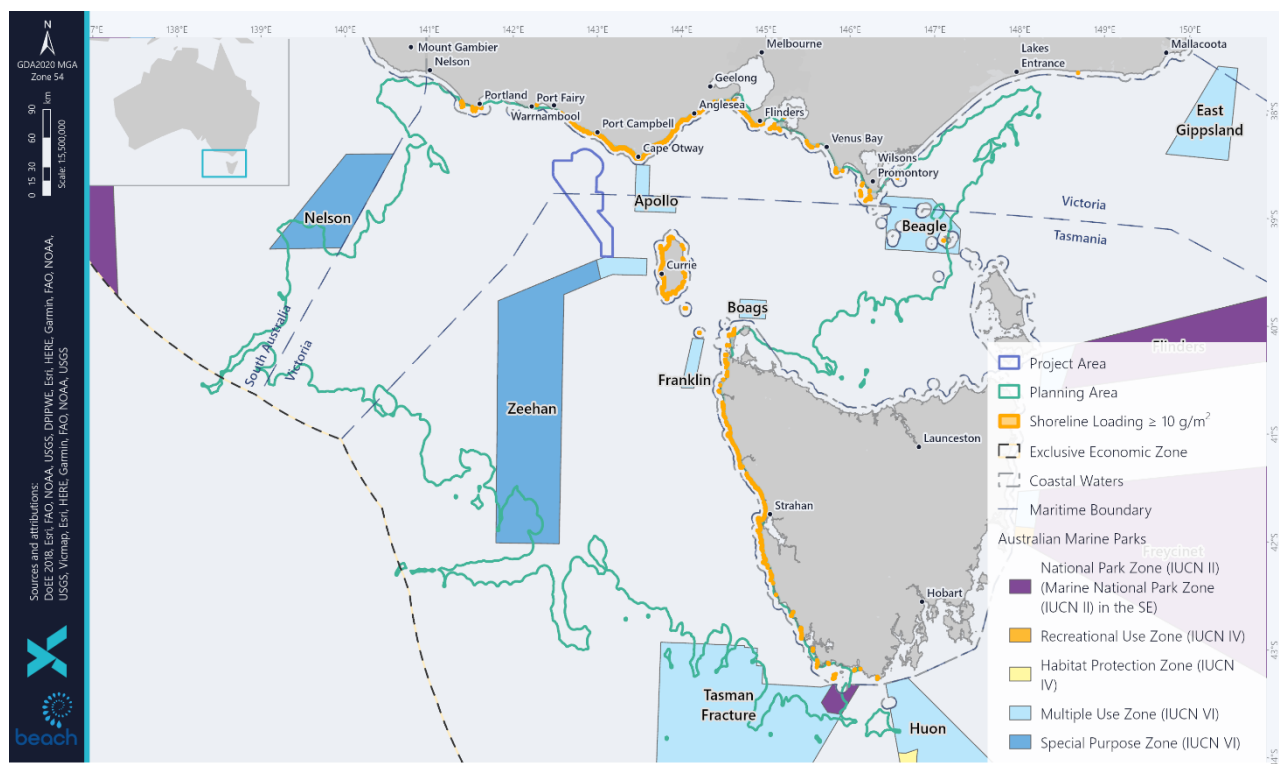 N
GDA2020 MGA
Zone 54
km
0 15 30 60 90
Scale: 1:5,500,000
Sources and attributions:
DoEE 2018, Esri, FAO, NOAA, USGS, DPIPWE, Esri, HERE, Garmin, FAO, NOAA,
USGS, Vicmap, Esri, HERE, Garmin, FAO, NOAA, USGS
beach
37°E
138°E
139°E
140°E
141°E
142°E
143°E
144°E
145°E
146°E
147°E
148°E
149°E
150°E
38°S
39°S
40°S
41°S
42°S
43°S
44°S
Mount Gambier
Nelson
Melbourne
Lakes
Entrance
Mallacoota
Geelong
Portland
Port Fairy
Warrnambool
Anglesea
Flinders
Port Campbell
Cape Otway
Venus Bay
Wilsons
Promontory
East
Gippsland
Nelson
Apollo
Beagle
Victoria
Tasmania
Currie
Boags
South Australia
Victoria
Franklin
Zeehan
Flinders
Launceston
Strahan
Freycinet
Hobart
Tasman
Fracture
Huon
Project Area
Planning Area
Shoreline Loading ≥ 10 g/m²
Exclusive Economic Zone
Coastal Waters
Maritime Boundary
Australian Marine Parks
National Park Zone (IUCN II)
(Marine National Park Zone
(IUCN II) in the SE)
Recreational Use Zone (IUCN IV)
Habitat Protection Zone (IUCN
IV)
Multiple Use Zone (IUCN VI)
Special Purpose Zone (IUCN VI)